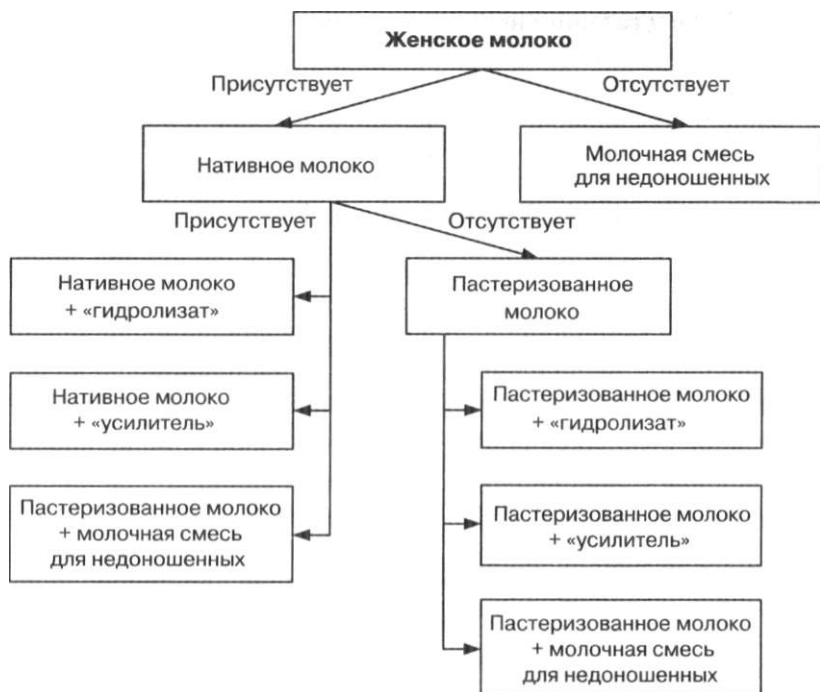 Женское молоко
Присутствует
Отсутствует
Нативное молоко
Молочная смесь
для недоношенных
Присутствует
Отсутствует
Нативное молоко
+ «гидролизат»
Пастеризованное
молоко
Нативное молоко
+ «усилитель»
Пастеризованное молоко
+ «гидролизат»
Пастеризованное молоко
+ молочная смесь
для недоношенных
Пастеризованное молоко
+ «усилитель»
Пастеризованное молоко
+ молочная смесь
для недоношенных